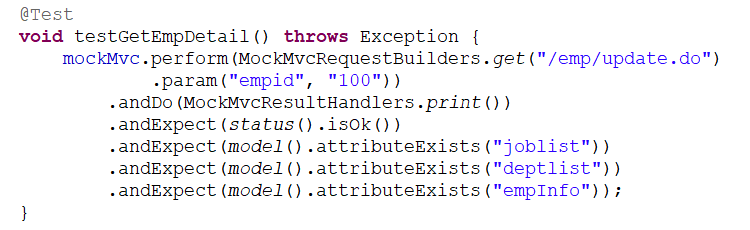 @Test
void testGetEmpDetail() throws Exception {
    mockMvc.perform(MockMvcRequestBuilders.get("/emp/update.do")
            .param("empid", "100"))
        .andDo(MockMvcResultHandlers.print())
        .andExpect(status().isOk())
        .andExpect(model().attributeExists("joblist"))
        .andExpect(model().attributeExists("deptlist"))
        .andExpect(model().attributeExists("empInfo"));
}